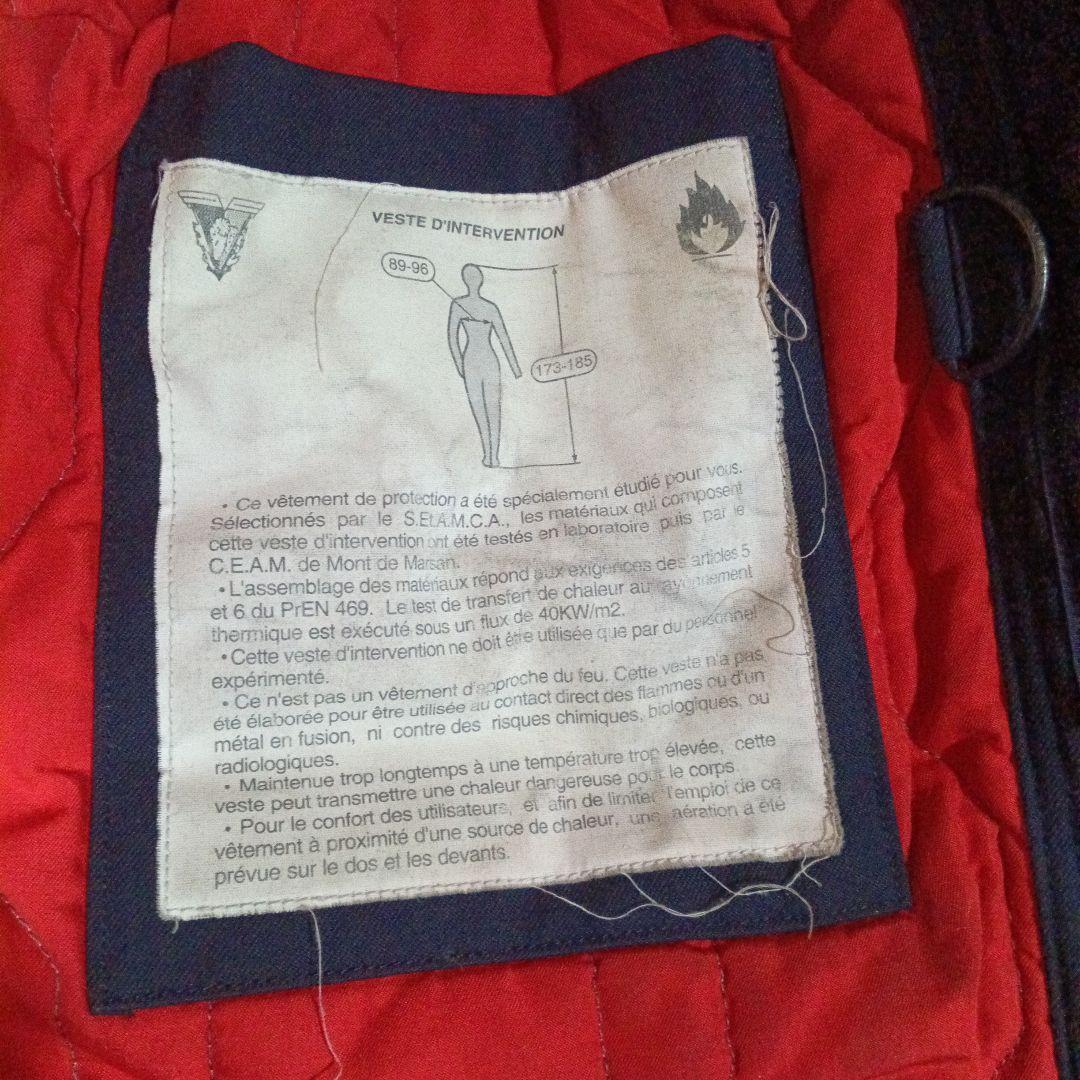 VESTE D'INTERVENTION
89-96
173-185
• Ce vêtement de protection a été spécialement étudié pour vous.
Sélectionnés par le S.ELA.M.C.A., les matériaux qui composent
cette veste d'intervention ont été testés en laboratoire puis par le
C.E.A.M. de Mont de Marsan.
• L'assemblage des matériaux répond aux exigences des articles 5
et 6 du PrEN 469. Le test de transfert de chaleur au rayonnement
thermique est exécuté sous un flux de 40KW/m2.
• Cette veste d'intervention ne doit être utilisée que par du personnel
expérimenté.
• Ce n'est pas un vêtement d'approche du feu. Cette veste n'a pas
été élaborée pour être utilisée au contact direct des flammes ou d'un
métal en fusion, ni contre des risques chimiques, biologiques, ou
radiologiques.
• Maintenue trop longtemps à une température trop élevée, cette
veste peut transmettre une chaleur dangereuse pour le corps.
• Pour le confort des utilisateurs, et afin de limiter l'emploi de ce
vêtement à proximité d'une source de chaleur, une aération a été
prévue sur le dos et les devants.